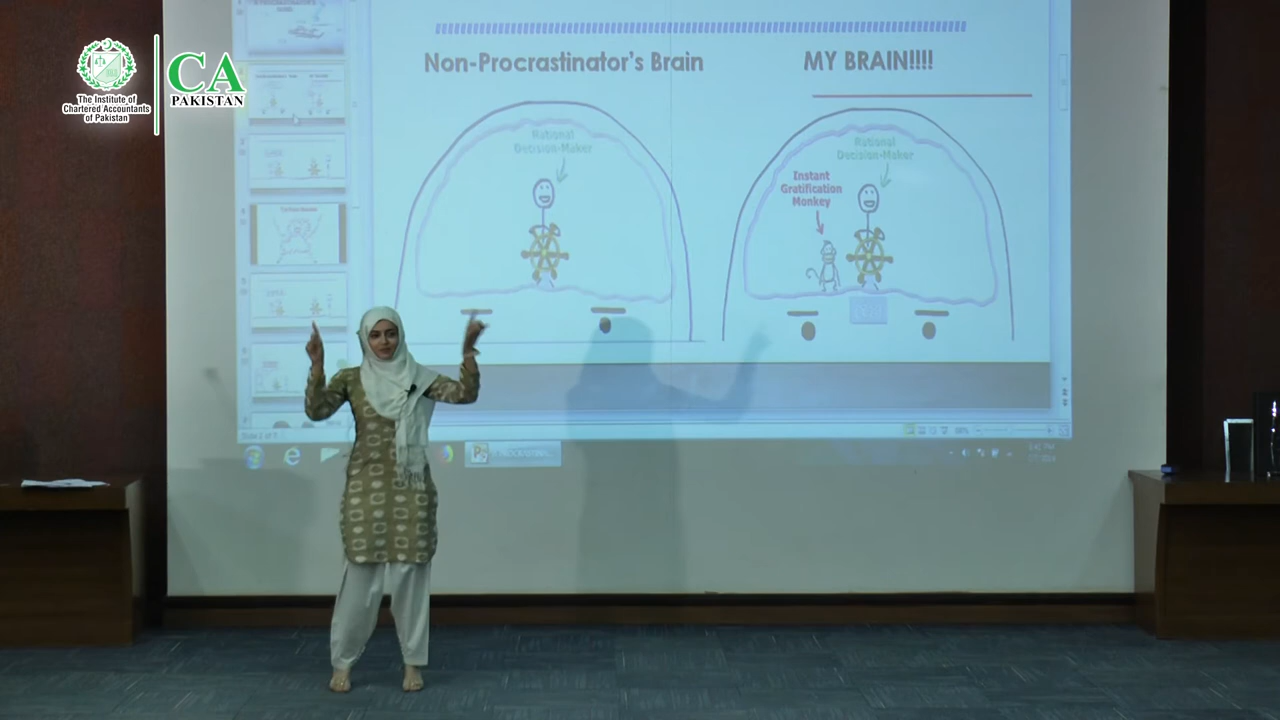 The Institute of
Chartered Accountants
of Pakistan
CA
PAKISTAN
Non-Procrastinator's Brain
MY BRAIN!!!!
Rational
Decision-Maker
Rational
Decision-Maker
Instant
Gratification
Monkey